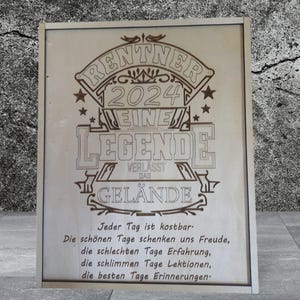 RENTNER
2024
EINE
LEGENDE
VERLÄSST
DAS
GELÄNDE
Jeder Tag ist kostbar.
Die schönen Tage schenken uns Freude,
die schlechten Tage Erfahrung,
die schlimmen Tage Lektionen,
die besten Tage Erinnerungen.